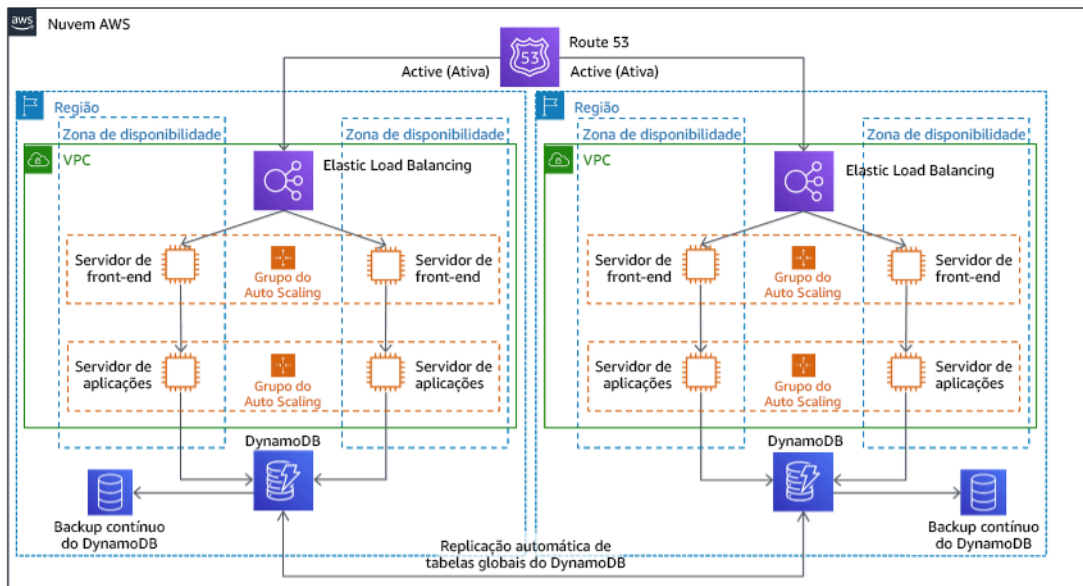 aws
Nuvem AWS
Route 53
53
Active (Ativa)
Active (Ativa)
Região
Zona de disponibilidade
Zona de disponibilidade
VPC
Elastic Load Balancing
Servidor de
front-end
Grupo do
Auto Scaling
Servidor de
front-end
Servidor de
aplicações
Grupo do
Auto Scaling
Servidor de
aplicações
DynamoDB
Backup contínuo
do DynamoDB
Região
Zona de disponibilidade
Zona de disponibilidade
VPC
Elastic Load Balancing
Servidor de
front-end
Grupo do
Auto Scaling
Servidor de
front-end
Servidor de
aplicações
Grupo do
Auto Scaling
Servidor de
aplicações
DynamoDB
Backup contínuo
do DynamoDB
Replicação automática de
tabelas globais do DynamoDB